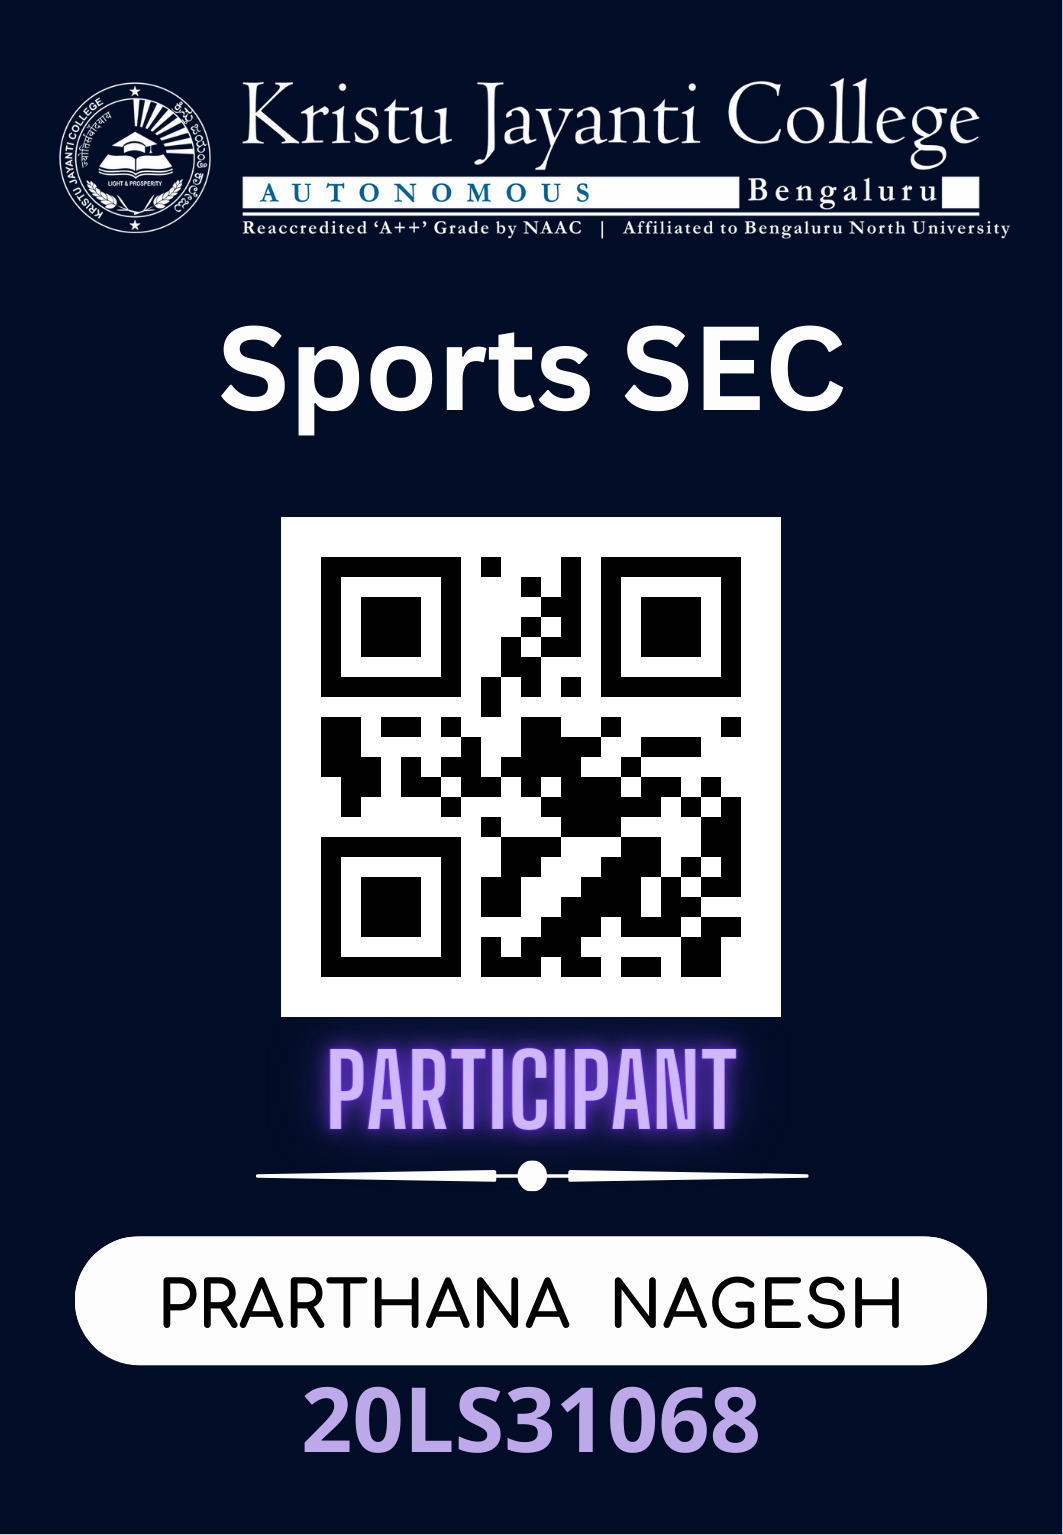 Kristu Jayanti College
AUTONOMOUS Bengaluru
Reaccredited ‘A++’ Grade by NAAC | Affiliated to Bengaluru North University
KRISTU JAYANTI COLLEGE
LIGHT & PROSPERITY
Sports SEC
PARTICIPANT
PRARTHANA NAGESH
20LS31068